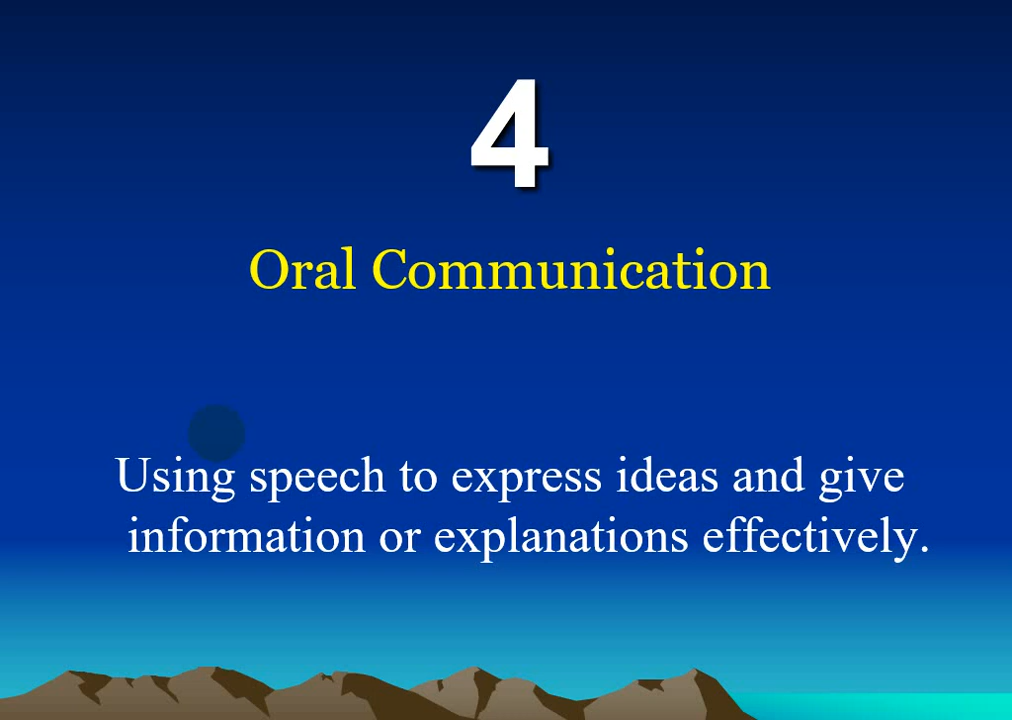 4
Oral Communication
Using speech to express ideas and give
information or explanations effectively.